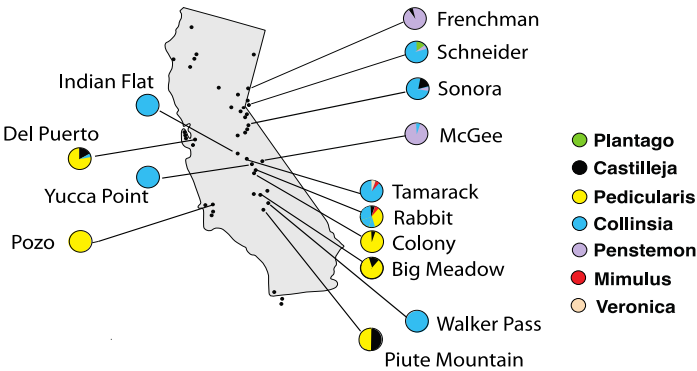 Frenchman
Schneider
Indian Flat
Sonora
Del Puerto
McGee
Plantago
Castilleja
Yucca Point
Tamarack
Pedicularis
Rabbit
Collinsia
Pozo
Colony
Penstemon
Big Meadow
Mimulus
Veronica
Walker Pass
Piute Mountain